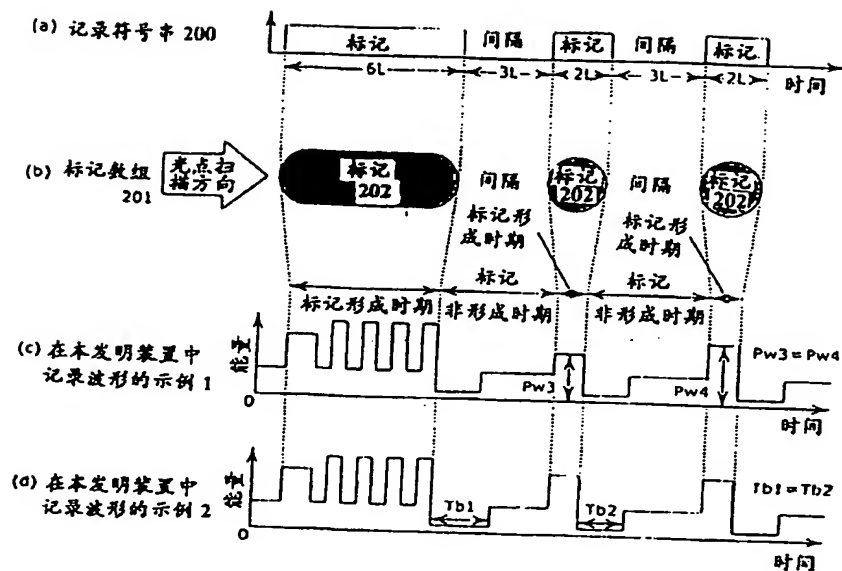 (a) 记录符号串 200
标记 间隔 标记 间隔 标记
6L 3L 2L 3L 2L
时间
(b) 标记数组
201
光点扫
描方向
标记
202
间隔
标记
202
间隔
标记
202
标记形
成时期
标记形
成时期
标记形成时期
标记
非形成时期
标记
非形成时期
(c) 在本发明装置中
记录波形的示例 1
能量
0
Pw3
Pw4
Pw3=Pw4
时间
(d) 在本发明装置中
记录波形的示例 2
能量
0
Tb1
Tb2
Tb1=Tb2
时间